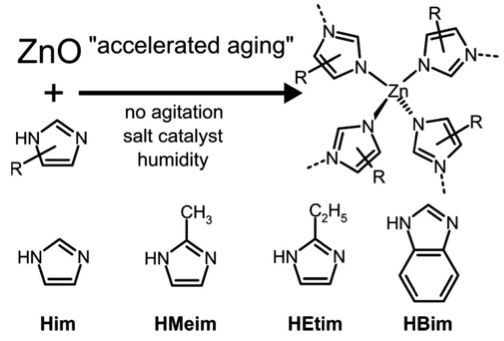 ZnO "accelerated aging"
+
no agitation
salt catalyst
humidity
HN N
R
R N N
R N N
Zn
N N R
N N R
HN N
CH₃
HN N
C₂H₅
HN N
HN N
Him HMeim HEtim HBim